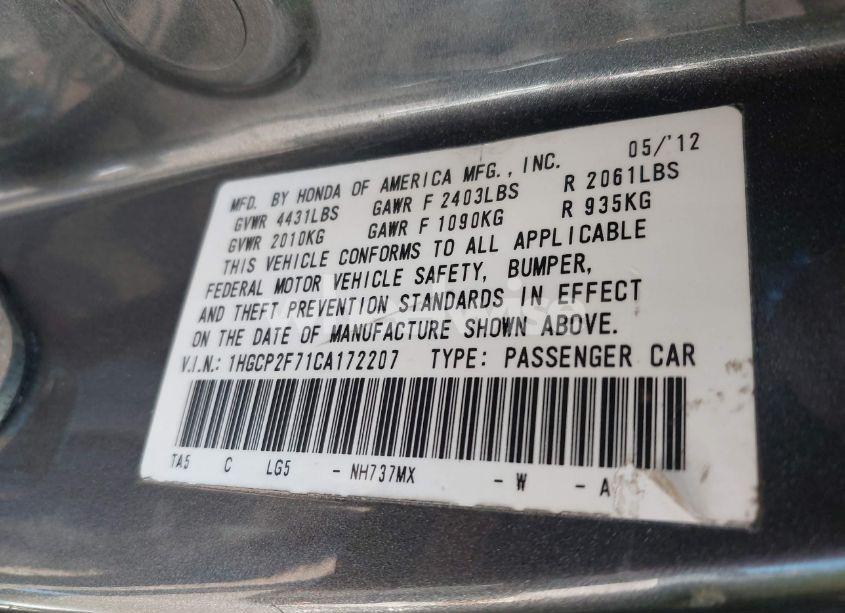 MFD. BY HONDA OF AMERICA MFG., INC. 05/'12
GVWR 4431LBS GAWR F 2403LBS R 2061LBS
GVWR 2010KG GAWR F 1090KG R 935KG
THIS VEHICLE CONFORMS TO ALL APPLICABLE
FEDERAL MOTOR VEHICLE SAFETY, BUMPER,
AND THEFT PREVENTION STANDARDS IN EFFECT
ON THE DATE OF MANUFACTURE SHOWN ABOVE.
V.I.N.: 1HGCP2F71CA172207 TYPE: PASSENGER CAR
TA5 C LG5 - NH737MX - W - A